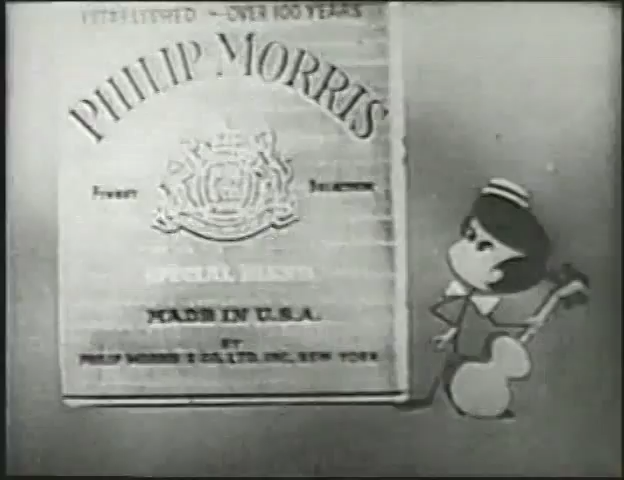 ESTABLISHED - OVER 100 YEARS
PHILIP MORRIS
FINEST SELECTION
SPECIAL BLEND
MADE IN U.S.A.
BY
PHILIP MORRIS & CO. LTD. INC., NEW YORK